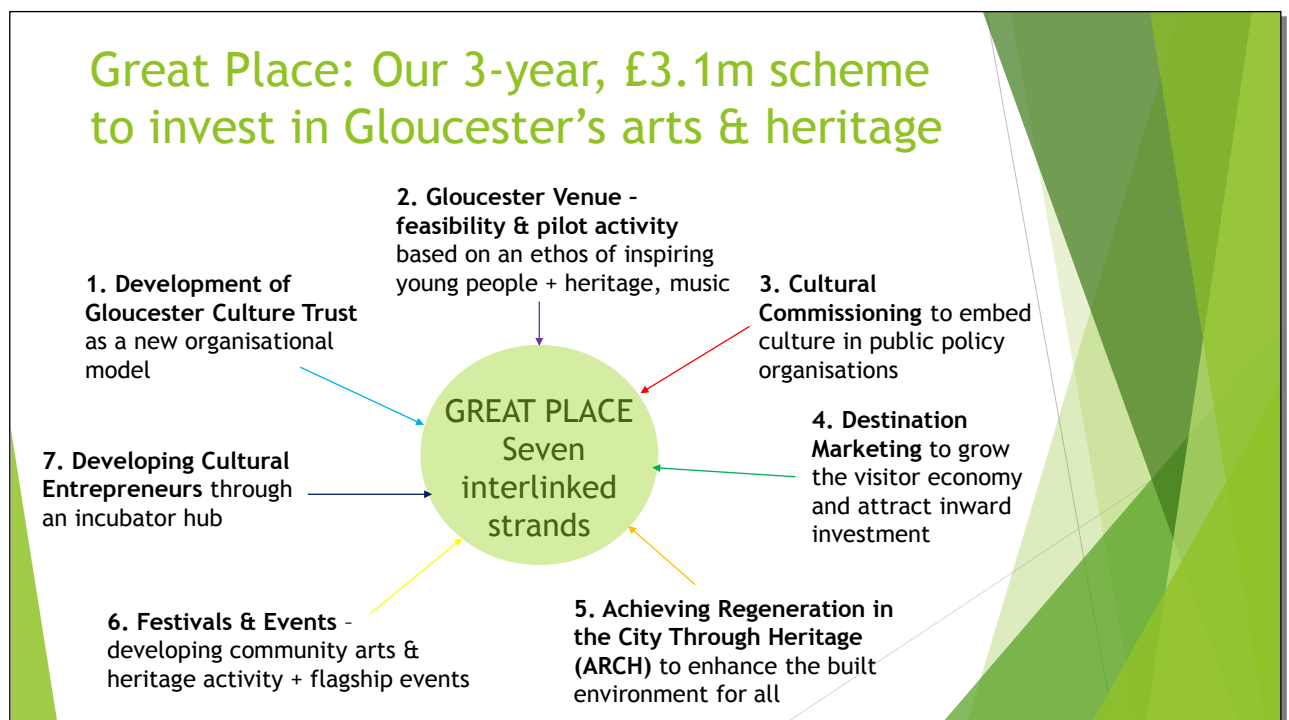 Great Place: Our 3-year, £3.1m scheme
to invest in Gloucester’s arts & heritage
1. Development of
Gloucester Culture Trust
as a new organisational
model
2. Gloucester Venue –
feasibility & pilot activity
based on an ethos of inspiring
young people + heritage, music
3. Cultural
Commissioning to embed
culture in public policy
organisations
4. Destination
Marketing to grow
the visitor economy
and attract inward
investment
5. Achieving Regeneration in
the City Through Heritage
(ARCH) to enhance the built
environment for all
6. Festivals & Events –
developing community arts &
heritage activity + flagship events
7. Developing Cultural
Entrepreneurs through
an incubator hub
GREAT PLACE
Seven
interlinked
strands